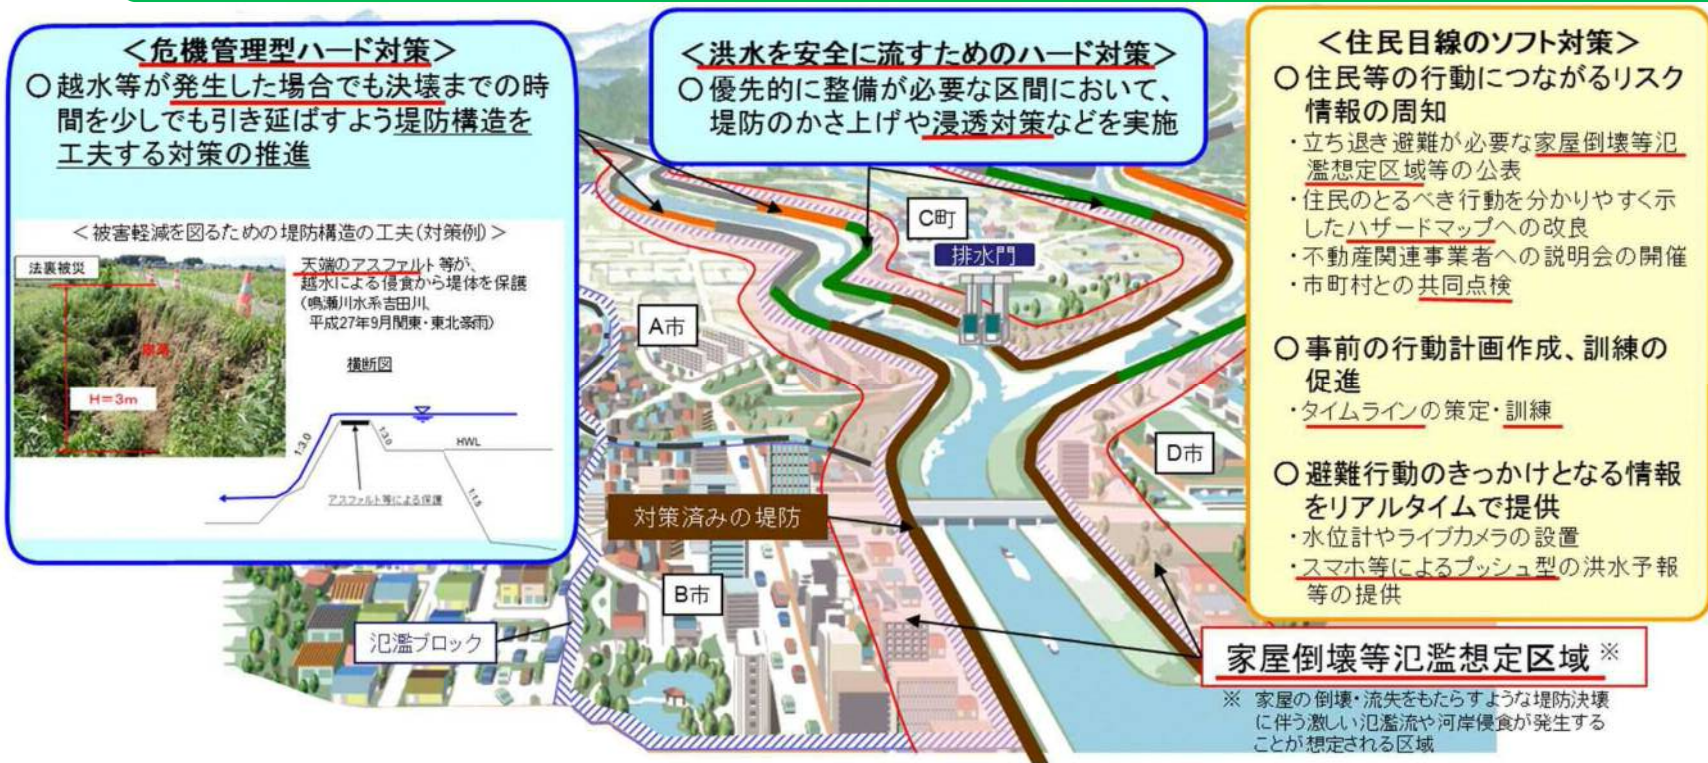 ＜危機管理型ハード対策＞
○越水等が発生した場合でも決壊までの時
間を少しでも引き延ばすよう堤防構造を
工夫する対策の推進
＜被害軽減を図るための堤防構造の工夫(対策例)＞
法裏被災
H=3m
天端のアスファルト等が、
越水による侵食から堤体を保護
(鳴瀬川水系吉田川、
平成27年9月関東・東北豪雨)
横断図
1:3.0
1:3.0
HWL
1:1.5
アスファルト等による保護
＜洪水を安全に流すためのハード対策＞
○優先的に整備が必要な区間において、
堤防のかさ上げや浸透対策などを実施
C町
排水門
A市
D市
対策済みの堤防
B市
氾濫ブロック
＜住民目線のソフト対策＞
○住民等の行動につながるリスク
情報の周知
・立ち退き避難が必要な家屋倒壊等氾
濫想定区域等の公表
・住民のとるべき行動を分かりやすく示
したハザードマップへの改良
・不動産関連事業者への説明会の開催
・市町村との共同点検
○事前の行動計画作成、訓練の
促進
・タイムラインの策定・訓練
○避難行動のきっかけとなる情報
をリアルタイムで提供
・水位計やライブカメラの設置
・スマホ等によるプッシュ型の洪水予報
等の提供
家屋倒壊等氾濫想定区域※
※ 家屋の倒壊・流失をもたらすような堤防決壊
に伴う激しい氾濫流や河岸侵食が発生する
ことが想定される区域